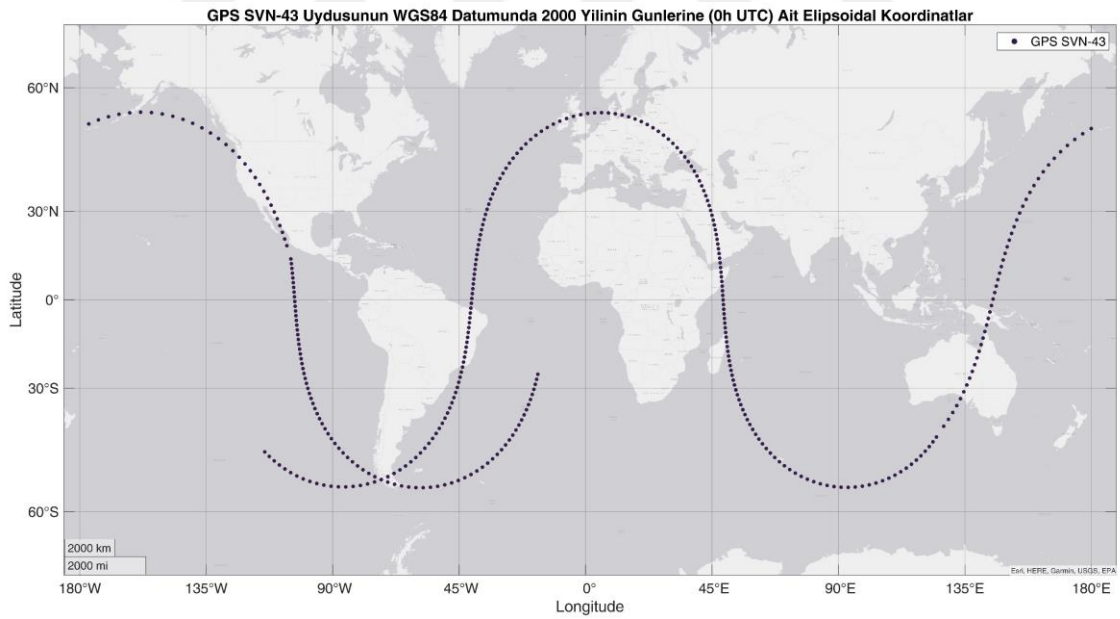 GPS SVN-43 Uydusunun WGS84 Datumunda 2000 Yilinin Gunlerine (0h UTC) Ait Elipsoidal Koordinatlar
GPS SVN-43
60°N
30°N
0°
30°S
60°S
Latitude
2000 km
2000 mi
Esri, HERE, Garmin, USGS, EPA
180°W
135°W
90°W
45°W
0°
45°E
90°E
135°E
180°E
Longitude